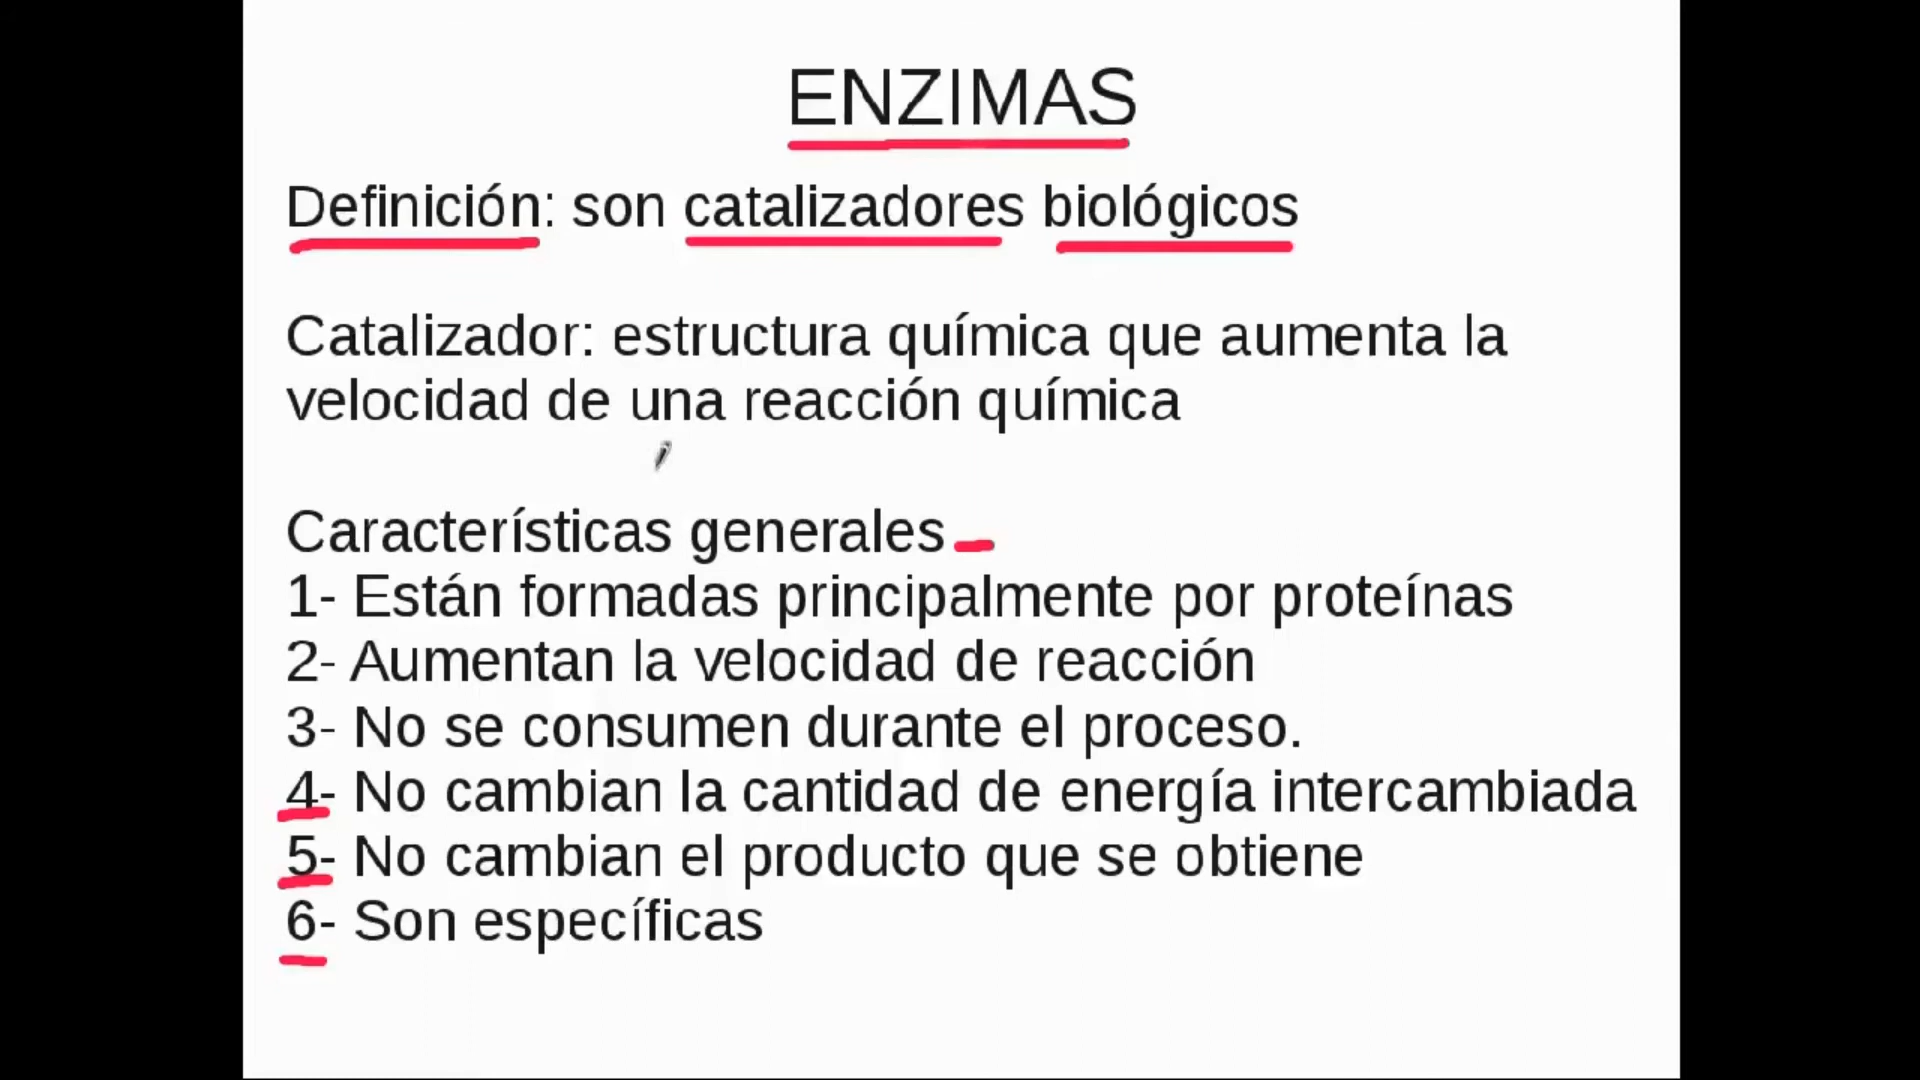 ENZIMAS
Definición: son catalizadores biológicos
Catalizador: estructura química que aumenta la
velocidad de una reacción química
Características generales
1- Están formadas principalmente por proteínas
2- Aumentan la velocidad de reacción
3- No se consumen durante el proceso.
4- No cambian la cantidad de energía intercambiada
5- No cambian el producto que se obtiene
6- Son específicas